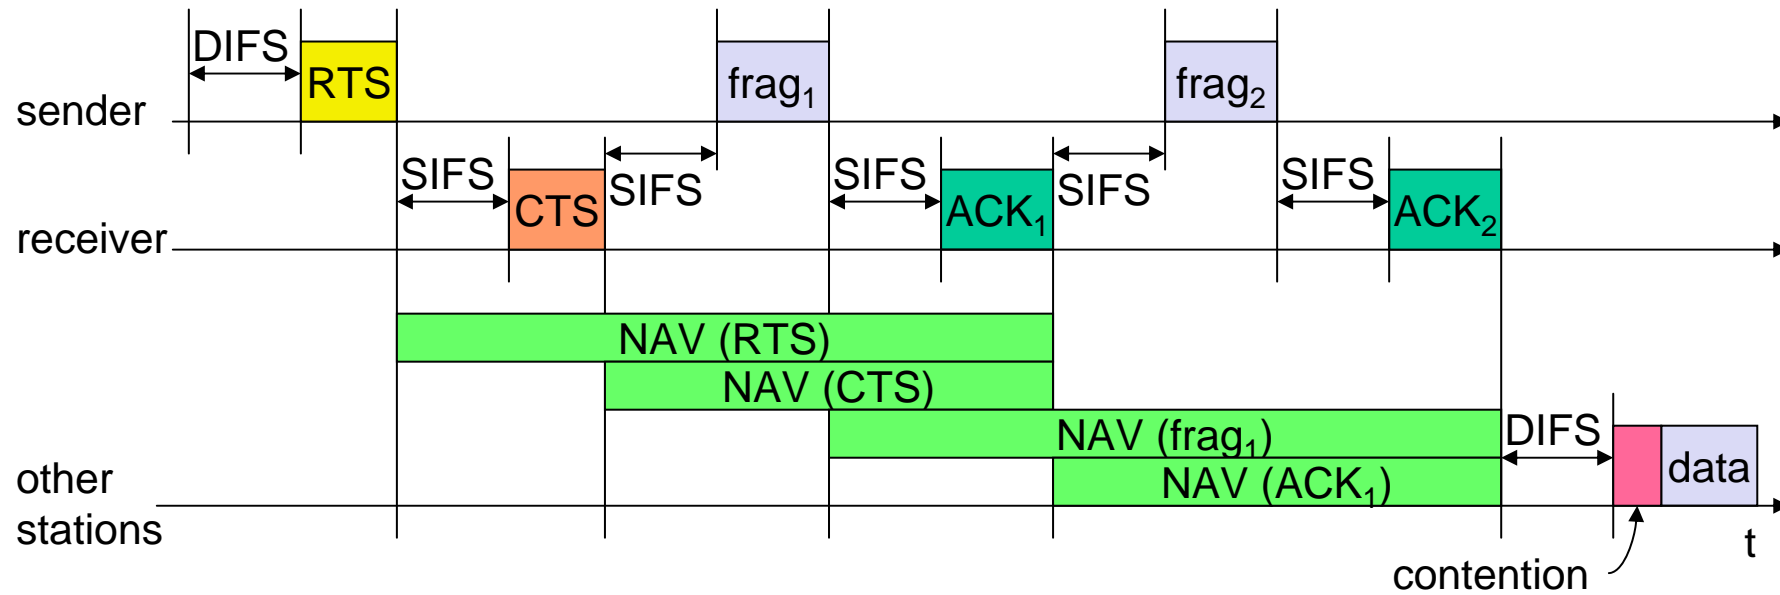 DIFS
RTS
frag₁
frag₂
sender
SIFS
CTS
SIFS
SIFS
ACK₁
SIFS
SIFS
ACK₂
receiver
NAV (RTS)
NAV (CTS)
NAV (frag₁)
NAV (ACK₁)
DIFS
data
other
stations
t
contention